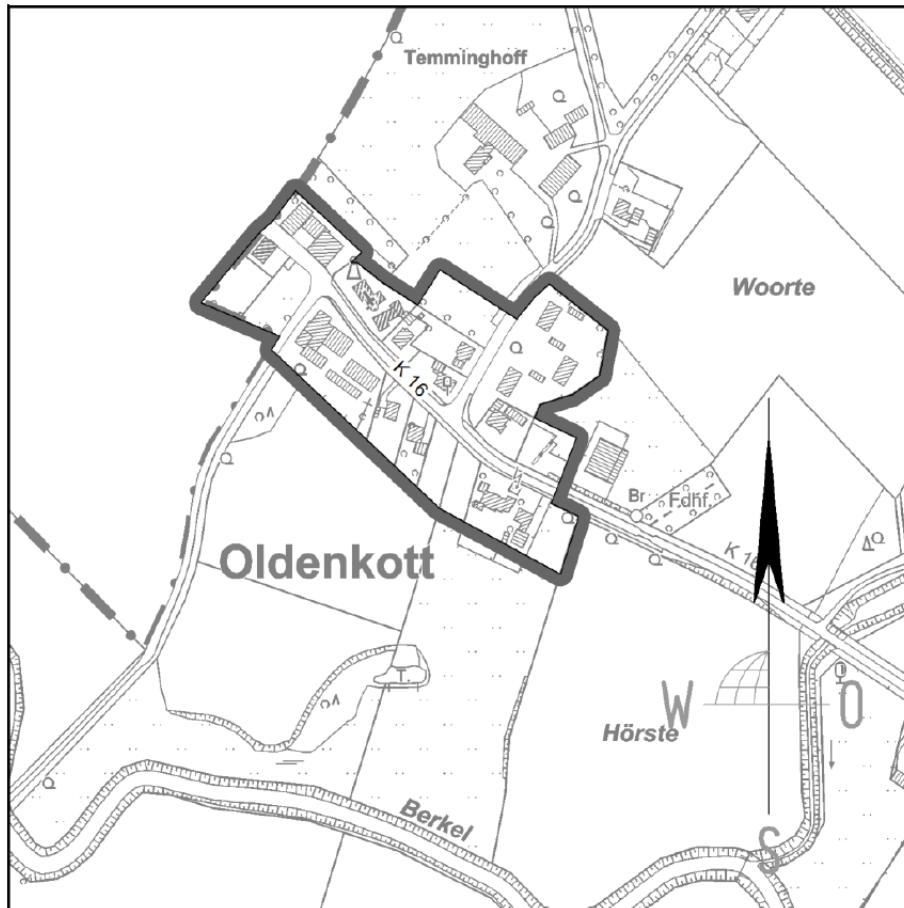 Temminghoff
Woorte
K 16
Br
Fdhf.
K 16
Oldenkott
T.
W
O
Hörste
Berkel
S